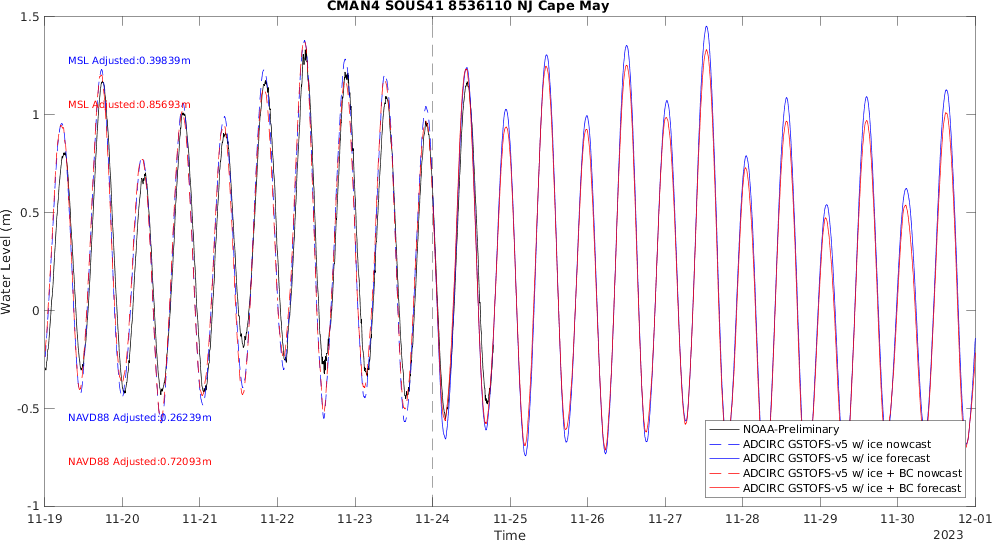 CMAN4 SOUS41 8536110 NJ Cape May
1.5
MSL Adjusted:0.39839m
MSL Adjusted:0.85693m
1
0.5
Water Level (m)
0
-0.5
NAVD88 Adjusted:0.26239m
NAVD88 Adjusted:0.72093m
NOAA-Preliminary
ADCIRC GSTOFS-v5 w/ ice nowcast
ADCIRC GSTOFS-v5 w/ ice forecast
ADCIRC GSTOFS-v5 w/ ice + BC nowcast
ADCIRC GSTOFS-v5 w/ ice + BC forecast
-1
11-19 11-20 11-21 11-22 11-23 11-24 11-25 11-26 11-27 11-28 11-29 11-30 12-01
Time
2023